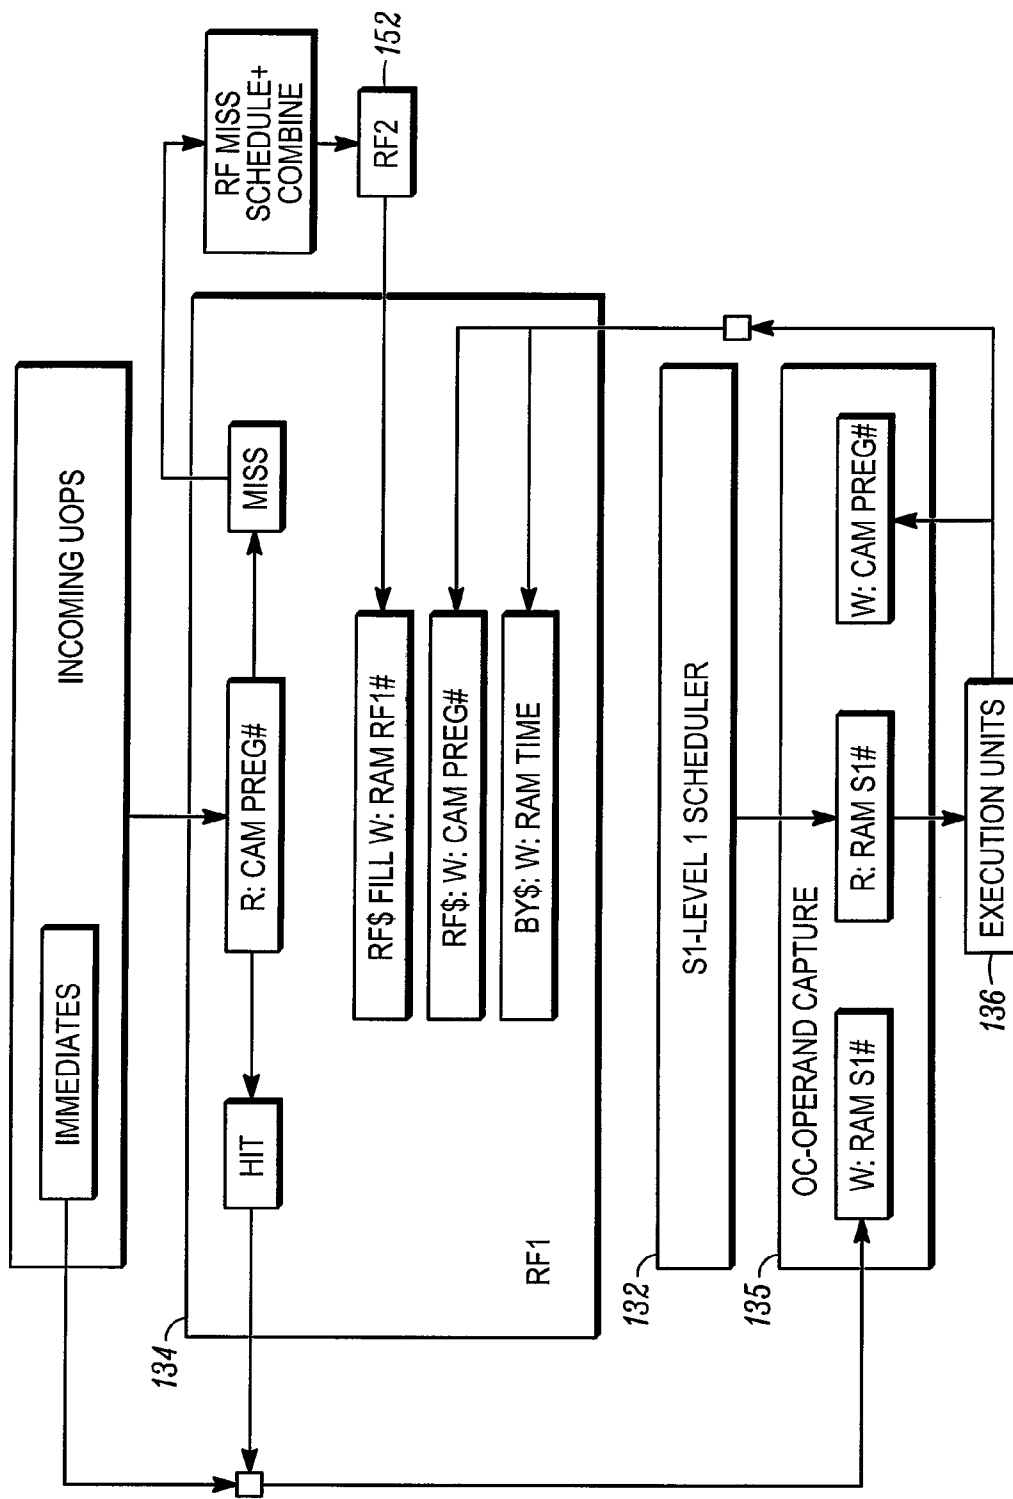 INCOMING UOPS
IMMEDIATES
RF MISS
SCHEDULE+
COMBINE
RF2
152
134
HIT
R: CAM PREG#
MISS
RF$ FILL W: RAM RF1#
RF$: W: CAM PREG#
BY$: W: RAM TIME
RF1
132
S1-LEVEL 1 SCHEDULER
135
OC-OPERAND CAPTURE
W: RAM S1#
R: RAM S1#
W: CAM PREG#
136
EXECUTION UNITS